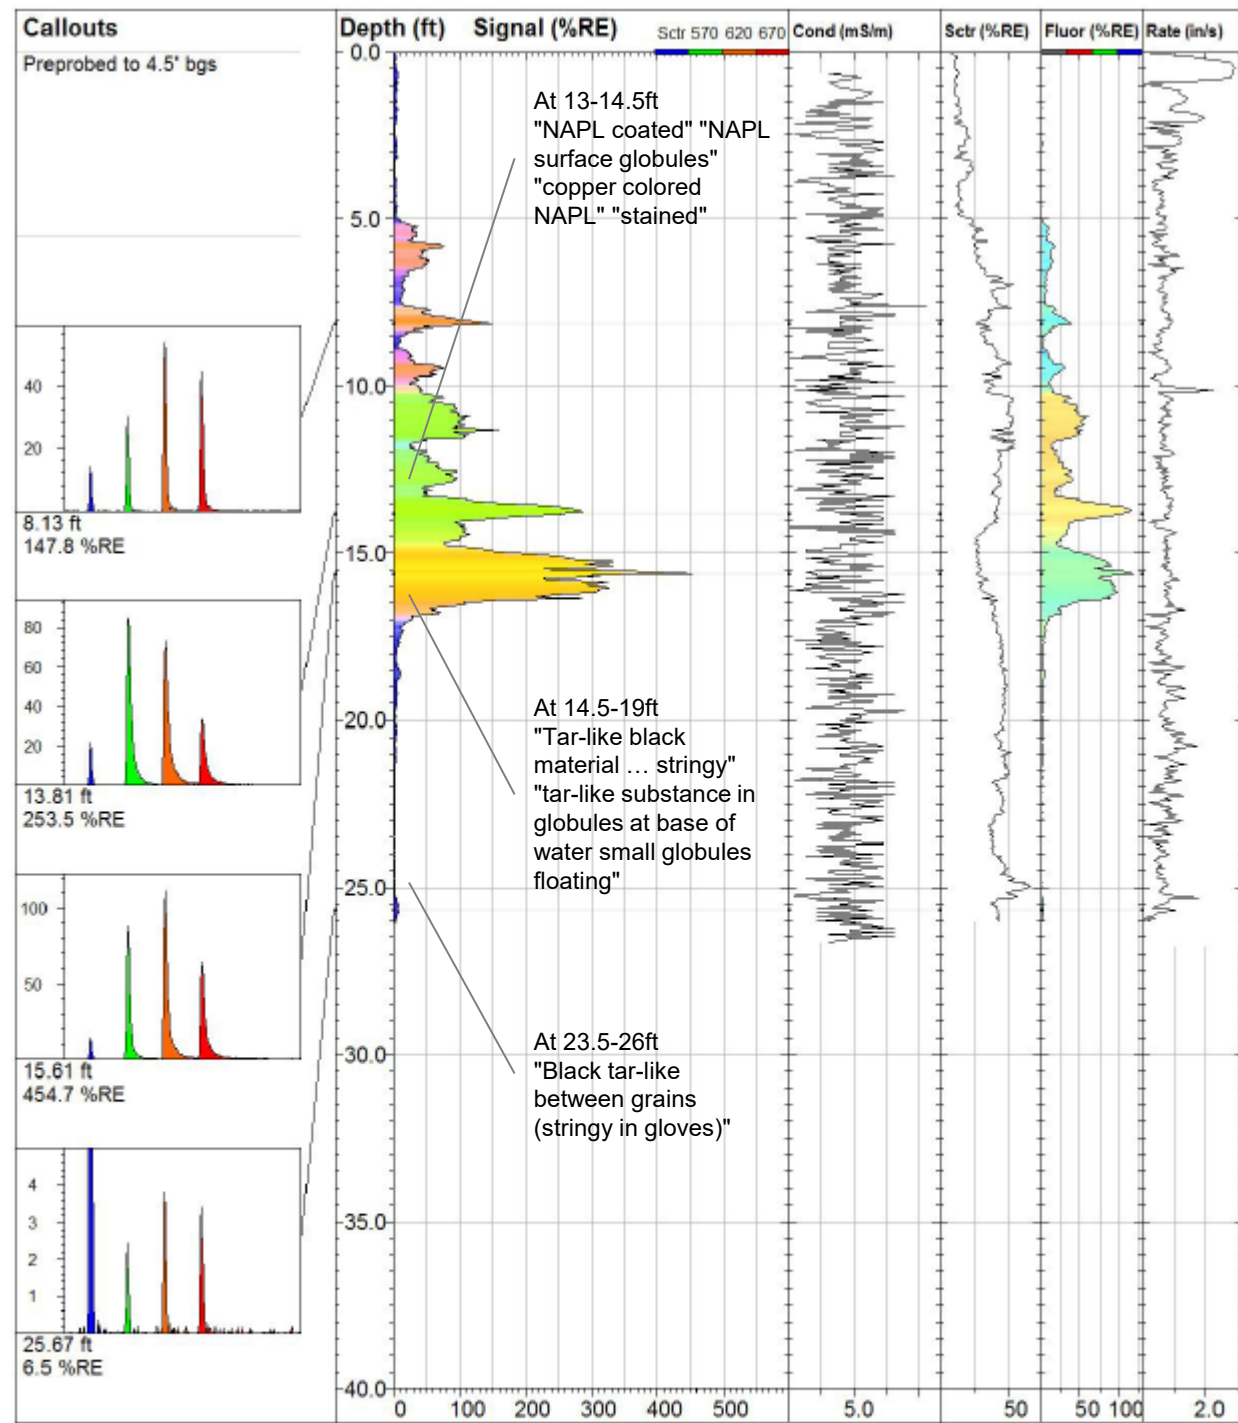 Callouts
Depth (ft) Signal (%RE) Sctr 570 620 670 Cond (mS/m) Sctr (%RE) Fluor (%RE) Rate (in/s)
Preprobed to 4.5' bgs
0.0
5.0
10.0
15.0
20.0
25.0
30.0
35.0
40.0
At 13-14.5ft
"NAPL coated" "NAPL
surface globules"
"copper colored
NAPL" "stained"
At 14.5-19ft
"Tar-like black
material ... stringy"
"tar-like substance in
globules at base of
water small globules
floating"
At 23.5-26ft
"Black tar-like
between grains
(stringy in gloves)"
40
20
8.13 ft
147.8 %RE
80
60
40
20
13.81 ft
253.5 %RE
100
50
15.61 ft
454.7 %RE
4
3
2
1
25.67 ft
6.5 %RE
0 100 200 300 400 500 5.0 50 50 100 2.0